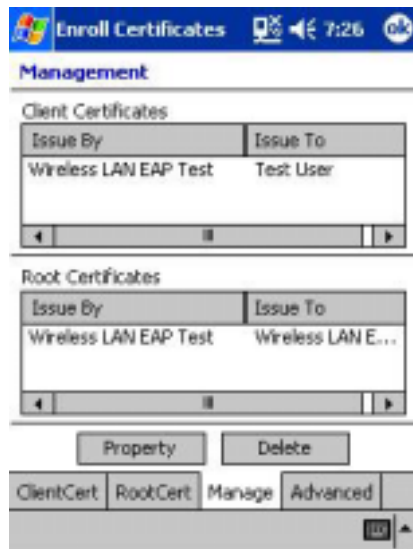 Enroll Certificates 7:26 ok
Management
Client Certificates
Issue By Issue To
Wireless LAN EAP Test Test User
Root Certificates
Issue By Issue To
Wireless LAN EAP Test Wireless LAN E...
Property Delete
ClientCert RootCert Manage Advanced